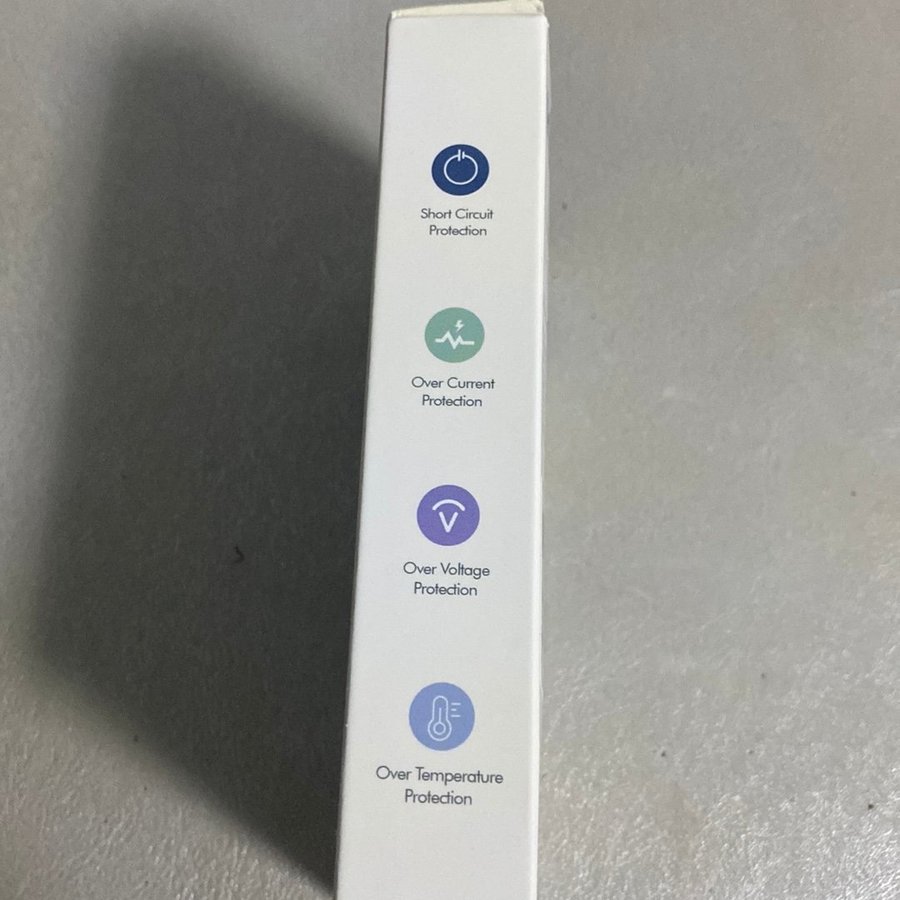 Short Circuit
Protection
Over Current
Protection
V
Over Voltage
Protection
Over Temperature
Protection